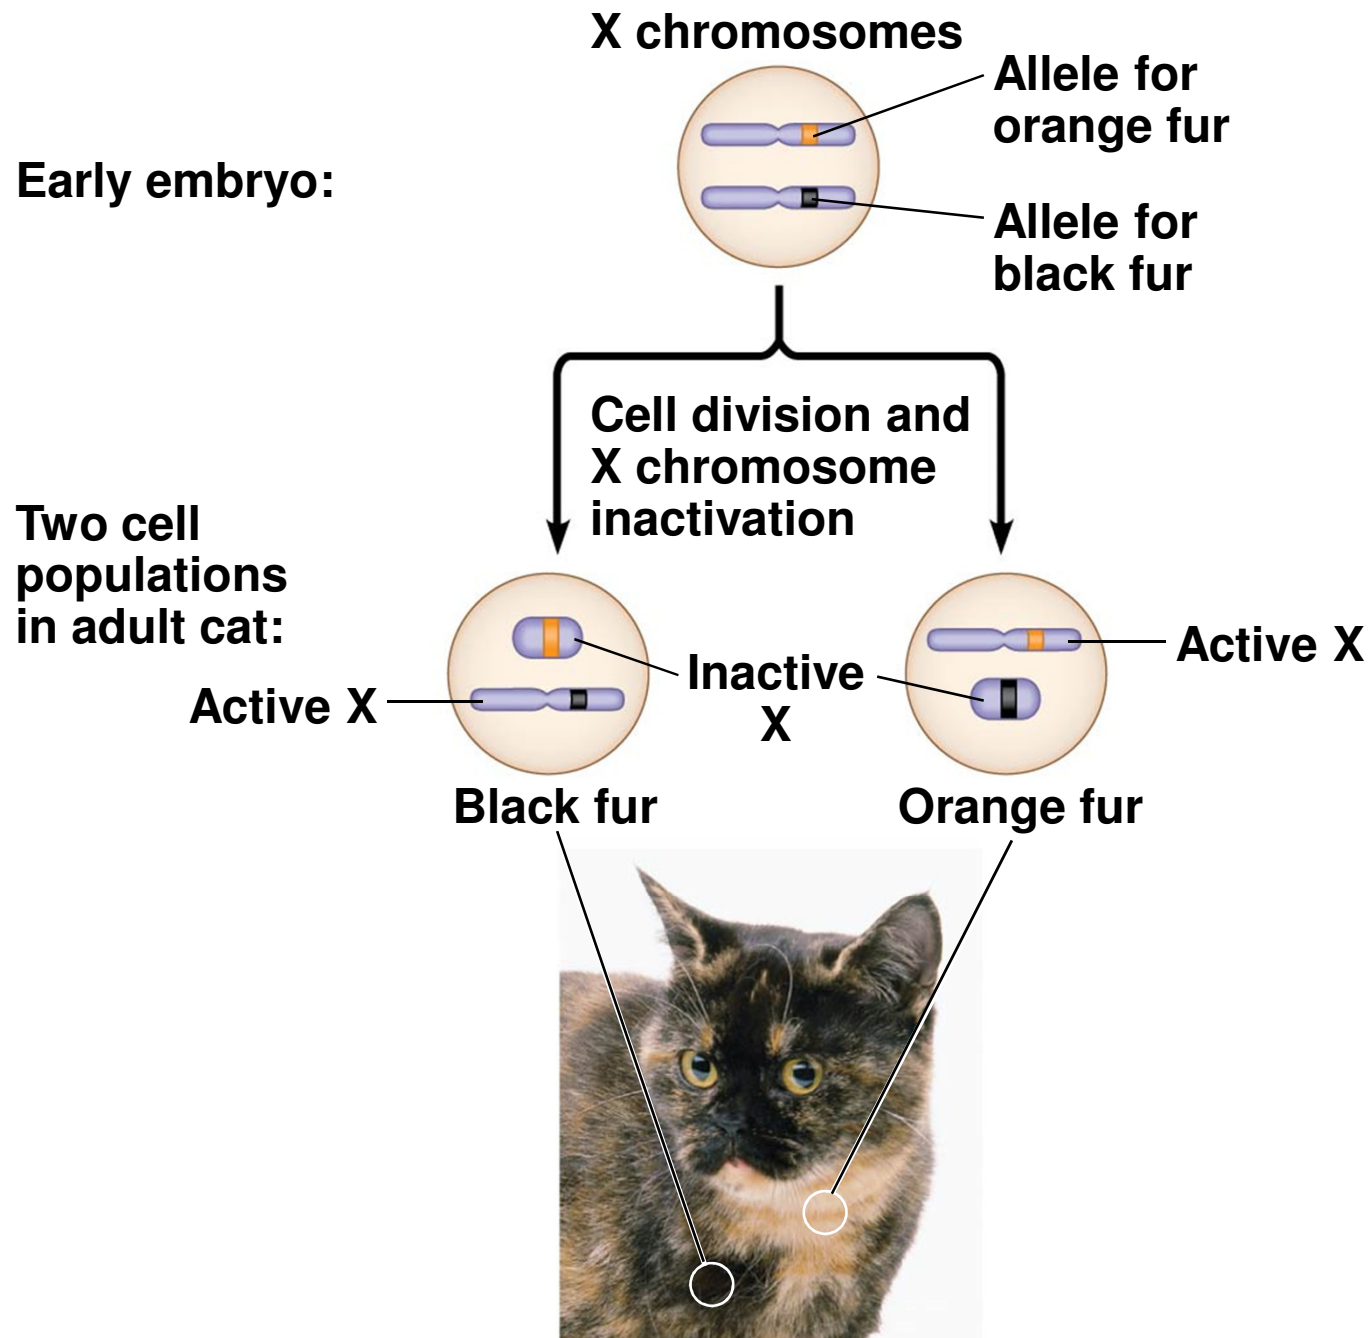 X chromosomes
Allele for
orange fur
Early embryo:
Allele for
black fur
Cell division and
X chromosome
inactivation
Two cell
populations
in adult cat:
Active X
Inactive
X
Active X
Black fur
Orange fur